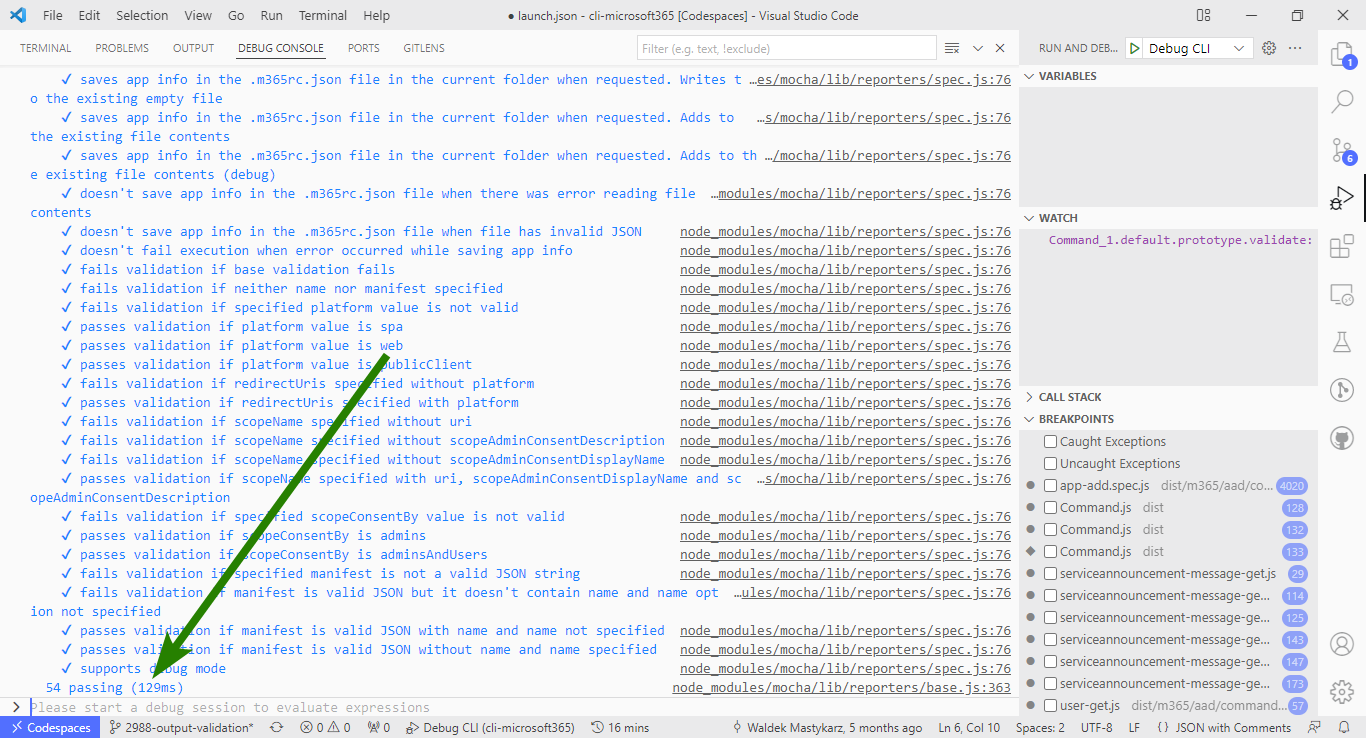 File Edit Selection View Go Run Terminal Help ● launch.json - cli-microsoft365 [Codespaces] - Visual Studio Code
TERMINAL PROBLEMS OUTPUT DEBUG CONSOLE PORTS GITLENS Filter (e.g. text, !exclude)
✓ saves app info in the .m365rc.json file in the current folder when requested. Writes t …es/mocha/lib/reporters/spec.js:76
o the existing empty file
✓ saves app info in the .m365rc.json file in the current folder when requested. Adds to …s/mocha/lib/reporters/spec.js:76
the existing file contents
✓ saves app info in the .m365rc.json file in the current folder when requested. Adds to th …/mocha/lib/reporters/spec.js:76
e existing file contents (debug)
✓ doesn't save app info in the .m365rc.json file when there was error reading file …modules/mocha/lib/reporters/spec.js:76
contents
✓ doesn't save app info in the .m365rc.json file when file has invalid JSON node_modules/mocha/lib/reporters/spec.js:76
✓ doesn't fail execution when error occurred while saving app info node_modules/mocha/lib/reporters/spec.js:76
✓ fails validation if base validation fails node_modules/mocha/lib/reporters/spec.js:76
✓ fails validation if neither name nor manifest specified node_modules/mocha/lib/reporters/spec.js:76
✓ fails validation if specified platform value is not valid node_modules/mocha/lib/reporters/spec.js:76
✓ passes validation if platform value is spa node_modules/mocha/lib/reporters/spec.js:76
✓ passes validation if platform value is web node_modules/mocha/lib/reporters/spec.js:76
✓ passes validation if platform value is publicClient node_modules/mocha/lib/reporters/spec.js:76
✓ fails validation if redirectUris specified without platform node_modules/mocha/lib/reporters/spec.js:76
✓ passes validation if redirectUris specified with platform node_modules/mocha/lib/reporters/spec.js:76
✓ fails validation if scopeName specified without uri node_modules/mocha/lib/reporters/spec.js:76
✓ fails validation if scopeName specified without scopeAdminConsentDescription node_modules/mocha/lib/reporters/spec.js:76
✓ fails validation if scopeName specified without scopeAdminConsentDisplayName node_modules/mocha/lib/reporters/spec.js:76
✓ passes validation if scopeName specified with uri, scopeAdminConsentDisplayName and sc …s/mocha/lib/reporters/spec.js:76
opeAdminConsentDescription
✓ fails validation if specified scopeConsentBy value is not valid node_modules/mocha/lib/reporters/spec.js:76
✓ passes validation if scopeConsentBy is admins node_modules/mocha/lib/reporters/spec.js:76
✓ passes validation if scopeConsentBy is adminsAndUsers node_modules/mocha/lib/reporters/spec.js:76
✓ fails validation if specified manifest is not a valid JSON string node_modules/mocha/lib/reporters/spec.js:76
✓ fails validation if manifest is valid JSON but it doesn't contain name and name opt …ules/mocha/lib/reporters/spec.js:76
ion not specified
✓ passes validation if manifest is valid JSON with name and name not specified node_modules/mocha/lib/reporters/spec.js:76
✓ passes validation if manifest is valid JSON without name and name specified node_modules/mocha/lib/reporters/spec.js:76
✓ supports debug mode node_modules/mocha/lib/reporters/spec.js:76
54 passing (129ms) node_modules/mocha/lib/reporters/base.js:363
Please start a debug session to evaluate expressions
RUN AND DEB... Debug CLI
VARIABLES
WATCH
Command_1.default.prototype.validate:
CALL STACK
BREAKPOINTS
Caught Exceptions
Uncaught Exceptions
app-add.spec.js dist/m365/aad/co... 4020
Command.js dist 128
Command.js dist 132
Command.js dist 133
serviceannouncement-message-get.js 29
serviceannouncement-message-ge... 114
serviceannouncement-message-ge... 125
serviceannouncement-message-ge... 143
serviceannouncement-message-ge... 147
serviceannouncement-message-ge... 173
user-get.js dist/m365/aad/command... 57
1
6
Codespaces 2988-output-validation* 0 0 0 Debug CLI (cli-microsoft365) 16 mins Waldek Mastykarz, 5 months ago Ln 6, Col 10 Spaces: 2 UTF-8 LF {} JSON with Comments